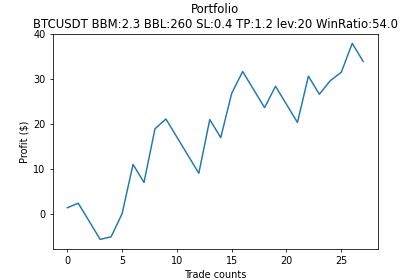 Portfolio
BTCUSDT BBM:2.3 BBL:260 SL:0.4 TP:1.2 lev:20 WinRatio:54.0
40
30
20
10
0
Profit ($)
0 5 10 15 20 25
Trade counts